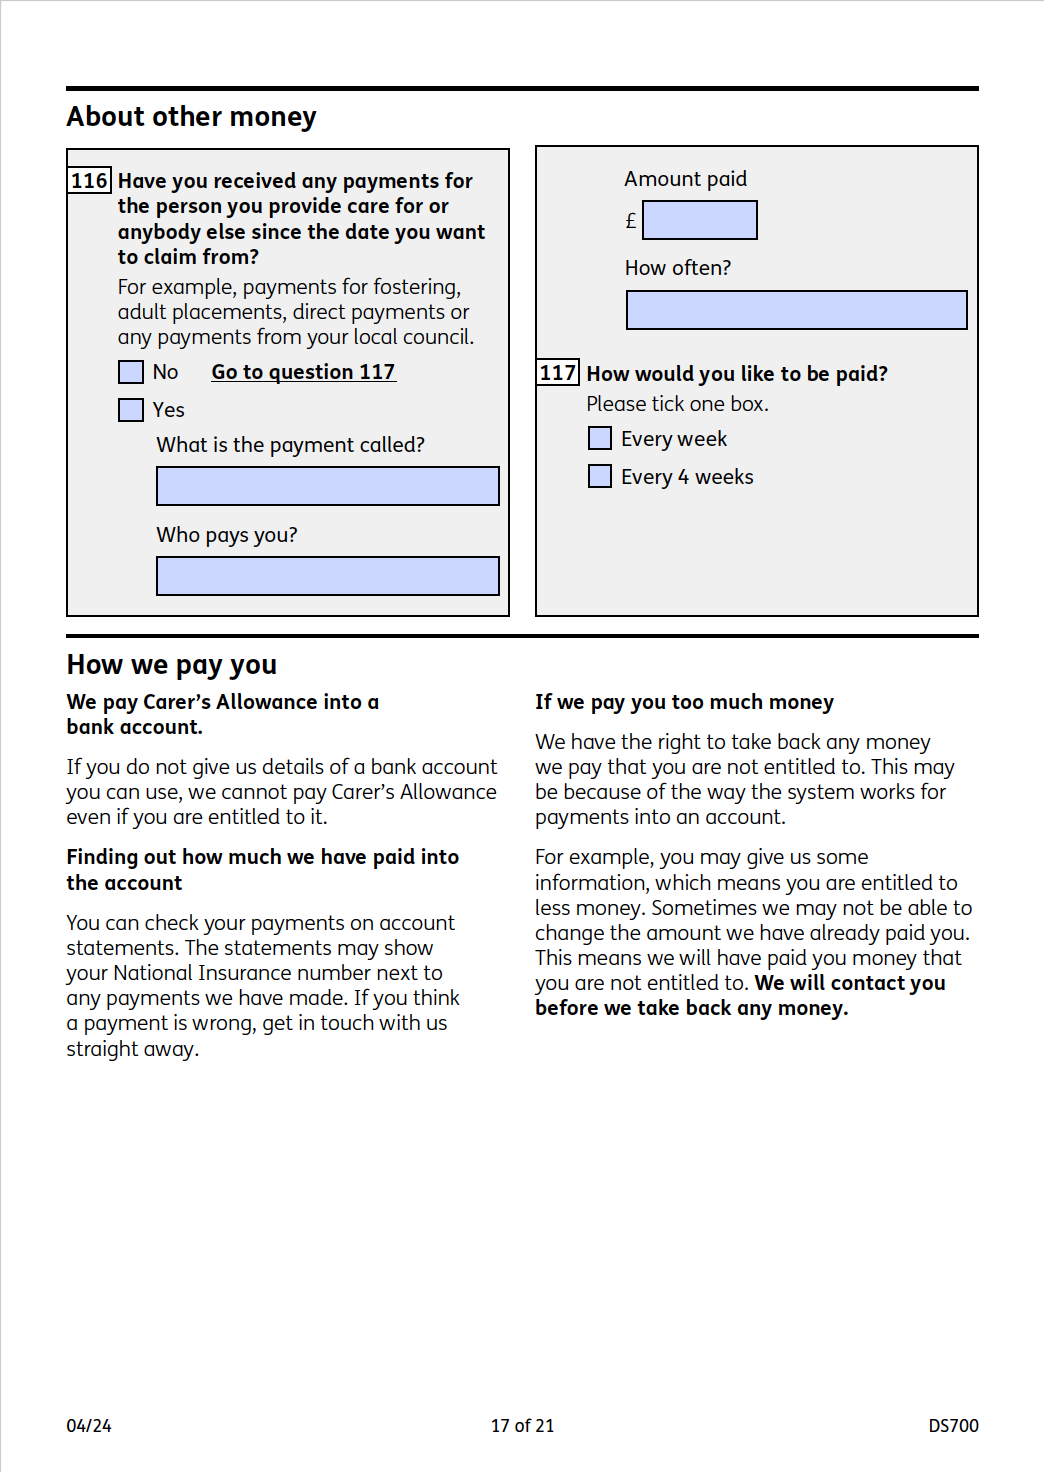 About other money
116 Have you received any payments for
the person you provide care for or
anybody else since the date you want
to claim from?
For example, payments for fostering,
adult placements, direct payments or
any payments from your local council.
No Go to question 117
Yes
What is the payment called?
Who pays you?
Amount paid
£
How often?
117 How would you like to be paid?
Please tick one box.
Every week
Every 4 weeks
How we pay you
We pay Carer’s Allowance into a
bank account.
If you do not give us details of a bank account
you can use, we cannot pay Carer’s Allowance
even if you are entitled to it.
Finding out how much we have paid into
the account
You can check your payments on account
statements. The statements may show
your National Insurance number next to
any payments we have made. If you think
a payment is wrong, get in touch with us
straight away.
If we pay you too much money
We have the right to take back any money
we pay that you are not entitled to. This may
be because of the way the system works for
payments into an account.
For example, you may give us some
information, which means you are entitled to
less money. Sometimes we may not be able to
change the amount we have already paid you.
This means we will have paid you money that
you are not entitled to. We will contact you
before we take back any money.
04/24
17 of 21
DS700